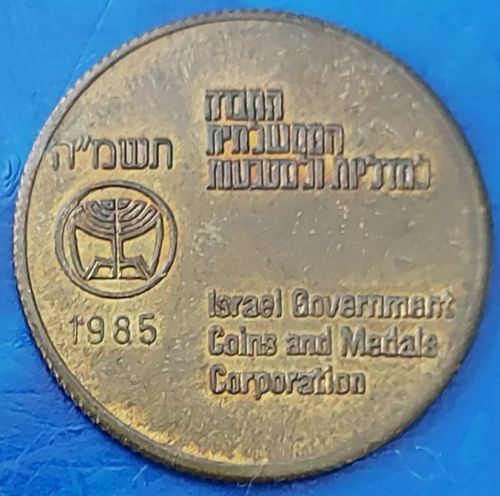 החברה
הממשלתית
למדליות ולמטבעות
תשמ"ה
1985
Israel Government
Coins and Medals
Corporation